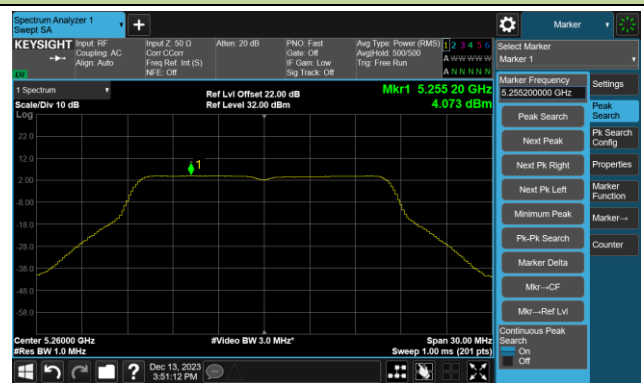 Spectrum Analyzer 1
Swept SA
+
Marker
KEYSIGHT
Input: RF
Coupling: AC
Align: Auto
Input Z: 50 Ω
Corr CCorr
Freq Ref: Int (S)
NFE: Off
Atten: 20 dB
PNO: Fast
Gate: Off
IF Gain: Low
Sig Track: Off
Avg Type: Power (RMS)
Avg|Hold: 500/500
Trig: Free Run
1 2 3 4 5 6
A W W W W W
A N N N N N
LW
1 Spectrum
Scale/Div 10 dB
Ref Lvl Offset 22.00 dB
Ref Level 32.00 dBm
Mkr1 5.255 20 GHz
4.073 dBm
Log
22.0
12.0
2.00
-8.00
-18.0
-28.0
-38.0
-48.0
-58.0
1
Center 5.26000 GHz
#Res BW 1.0 MHz
#Video BW 3.0 MHz*
Span 30.00 MHz
Sweep 1.00 ms (201 pts)
Select Marker
Marker 1
Marker Frequency
5.255200000 GHz
Peak Search
Next Peak
Next Pk Right
Next Pk Left
Minimum Peak
Pk-Pk Search
Marker Delta
Mkr→CF
Mkr→Ref Lvl
Continuous Peak
Search
On
Off
Settings
Peak
Search
Pk Search
Config
Properties
Marker
Function
Marker→
Counter
?
Dec 13, 2023
3:51:12 PM